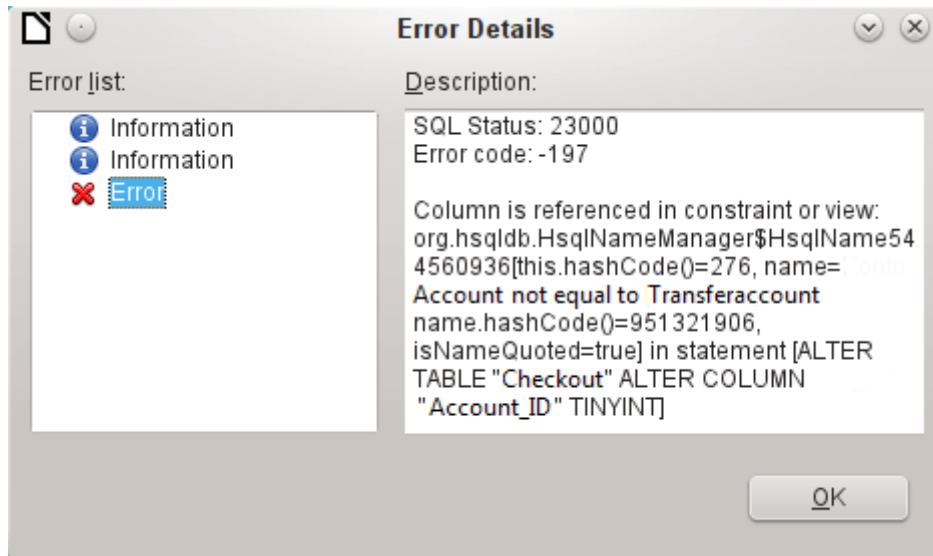 Error Details
Error list:
Description:
Information
Information
Error
SQL Status: 23000
Error code: -197
Column is referenced in constraint or view:
org.hsqldb.HsqlNameManager$HsqlName54
4560936[this.hashCode()=276, name=
Account not equal to Transferaccount
name.hashCode()=951321906,
isNameQuoted=true] in statement [ALTER
TABLE "Checkout" ALTER COLUMN
"Account_ID" TINYINT]
OK